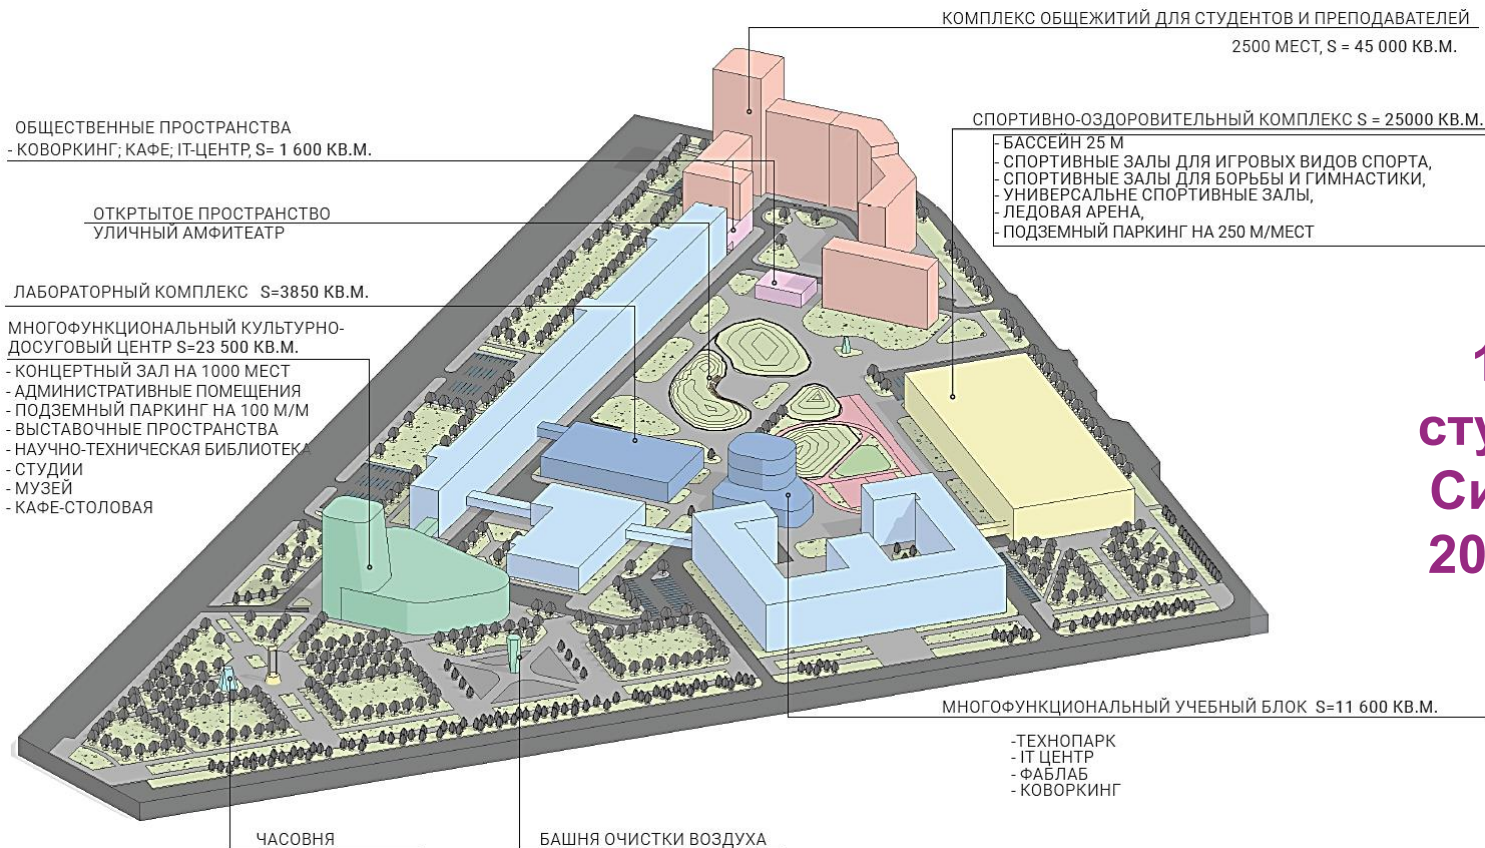 КОМПЛЕКС ОБЩЕЖИТИЙ ДЛЯ СТУДЕНТОВ И ПРЕПОДАВАТЕЛЕЙ
2500 МЕСТ, S = 45 000 КВ.М.
ОБЩЕСТВЕННЫЕ ПРОСТРАНСТВА
- КОВОРКИНГ; КАФЕ; IT-ЦЕНТР, S= 1 600 КВ.М.
СПОРТИВНО-ОЗДОРОВИТЕЛЬНЫЙ КОМПЛЕКС S = 25000 КВ.М.
- БАССЕЙН 25 М
- СПОРТИВНЫЕ ЗАЛЫ ДЛЯ ИГРОВЫХ ВИДОВ СПОРТА,
- СПОРТИВНЫЕ ЗАЛЫ ДЛЯ БОРЬБЫ И ГИМНАСТИКИ,
- УНИВЕРСАЛЬНЕ СПОРТИВНЫЕ ЗАЛЫ,
- ЛЕДОВАЯ АРЕНА,
- ПОДЗЕМНЫЙ ПАРКИНГ НА 250 М/МЕСТ
ОТКРТЫТОЕ ПРОСТРАНСТВО
УЛИЧНЫЙ АМФИТЕАТР
ЛАБОРАТОРНЫЙ КОМПЛЕКС S=3850 КВ.М.
МНОГОФУНКЦИОНАЛЬНЫЙ КУЛЬТУРНО-
ДОСУГОВЫЙ ЦЕНТР S=23 500 КВ.М.
- КОНЦЕРТНЫЙ ЗАЛ НА 1000 МЕСТ
- АДМИНИСТРАТИВНЫЕ ПОМЕЩЕНИЯ
- ПОДЗЕМНЫЙ ПАРКИНГ НА 100 М/М
- ВЫСТАВОЧНЫЕ ПРОСТРАНСТВА
- НАУЧНО-ТЕХНИЧЕСКАЯ БИБЛИОТЕКА
- СТУДИИ
- МУЗЕЙ
- КАФЕ-СТОЛОВАЯ
1
сту
Си
20
МНОГОФУНКЦИОНАЛЬНЫЙ УЧЕБНЫЙ БЛОК S=11 600 КВ.М.
-ТЕХНОПАРК
- IT ЦЕНТР
- ФАБЛАБ
- КОВОРКИНГ
ЧАСОВНЯ
БАШНЯ ОЧИСТКИ ВОЗДУХА